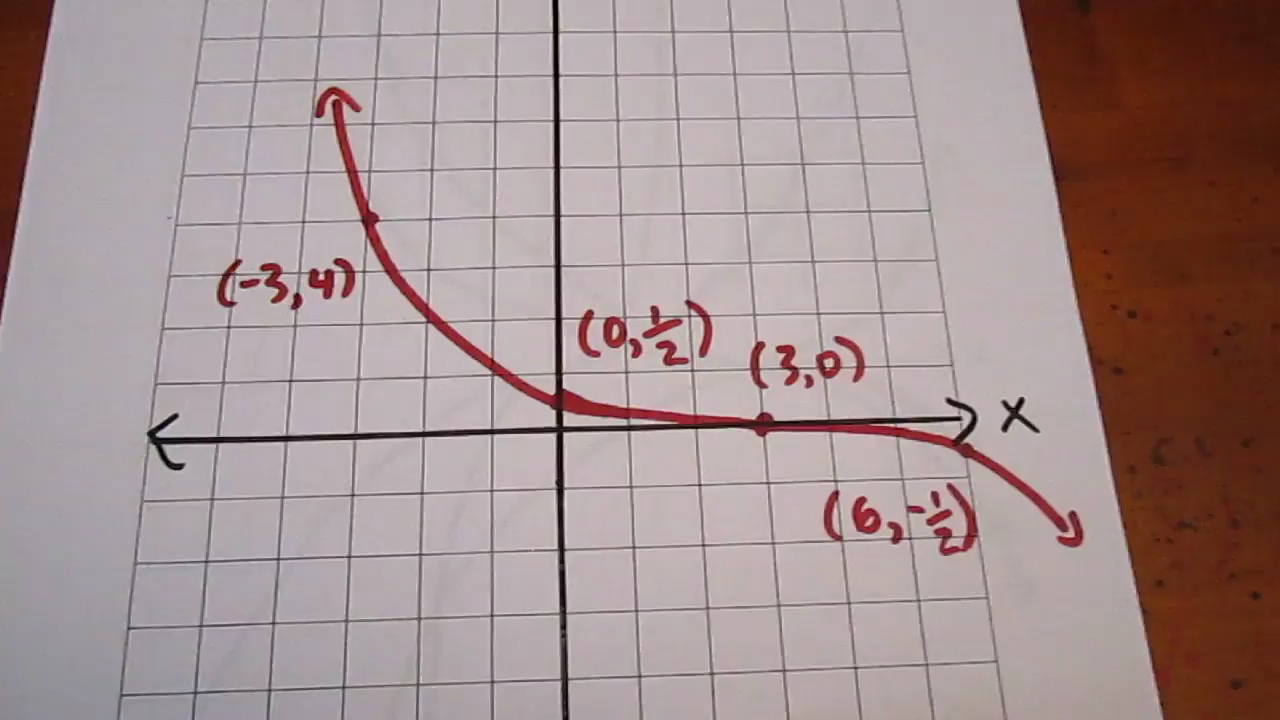 (-3,4)
(0,1/2)
(3,0)
X
(6,-1/2)